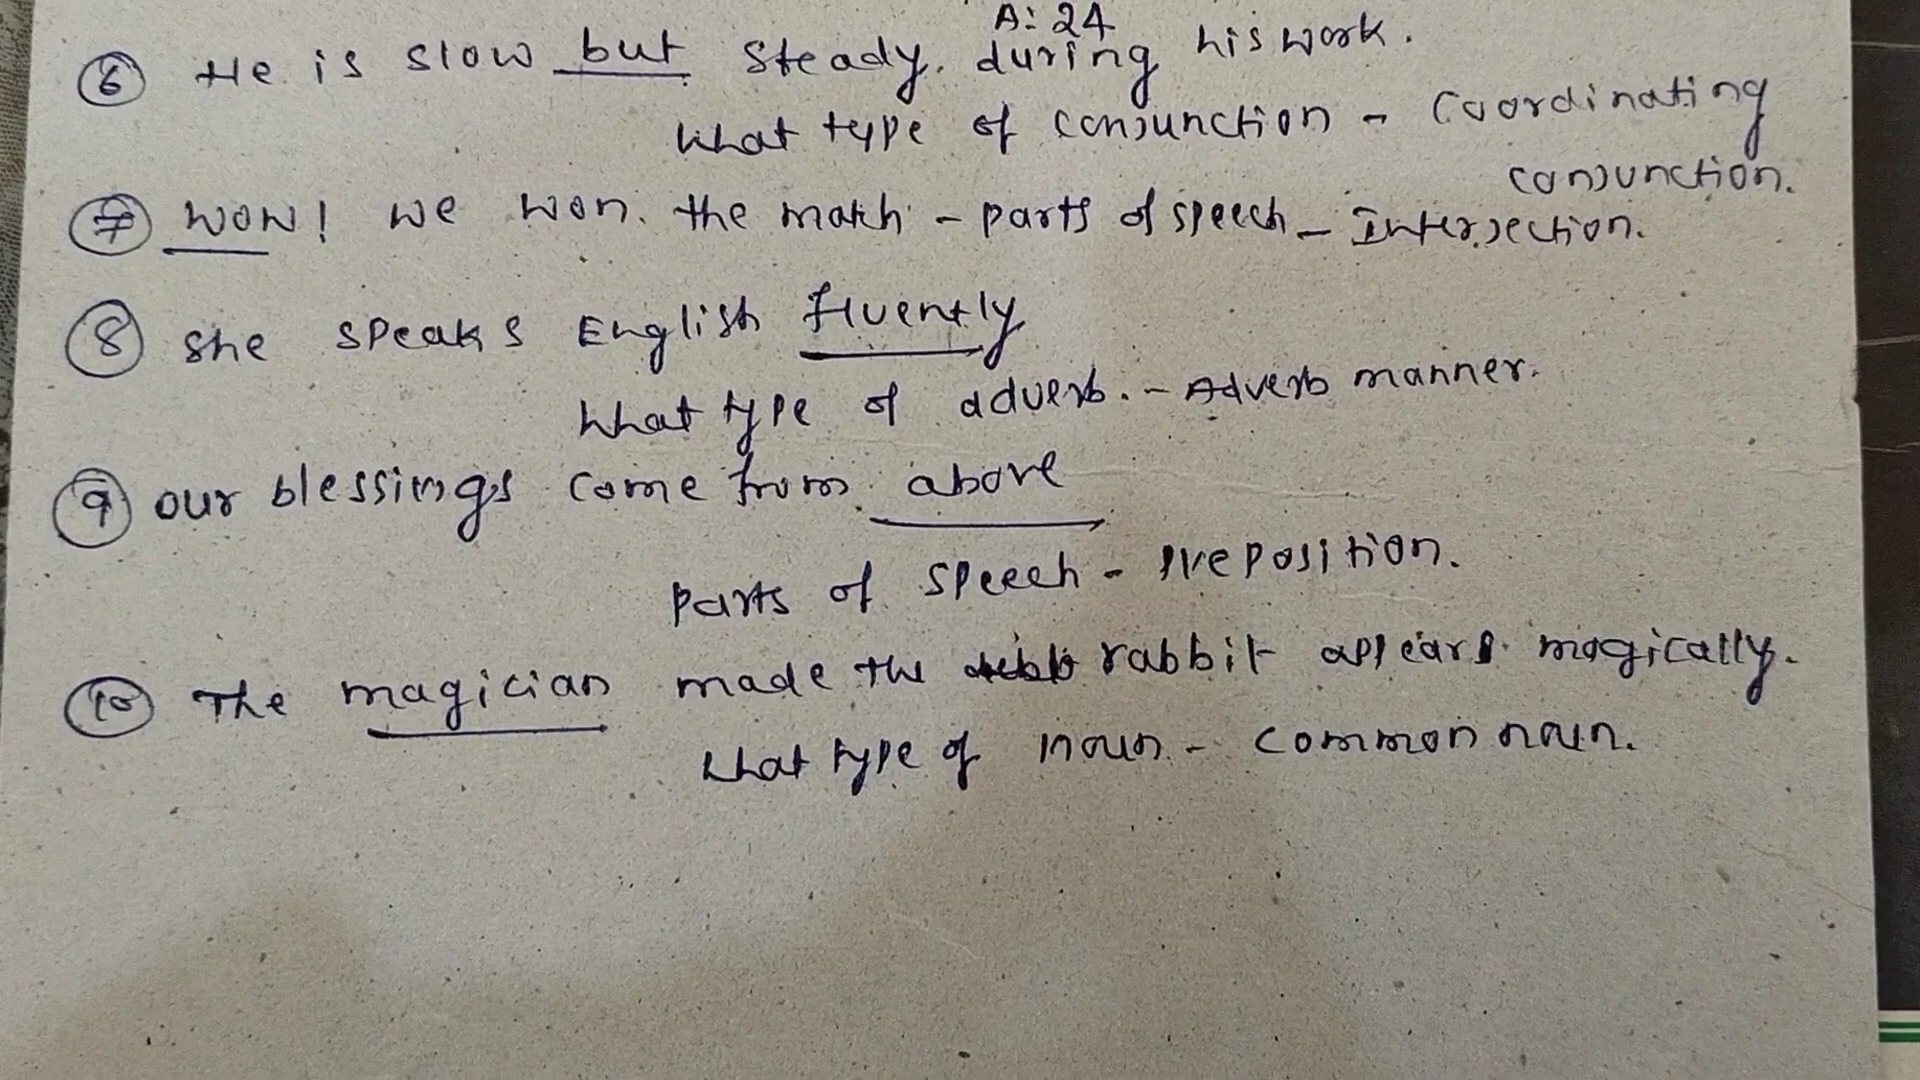 A: 24
⑥ He is slow but steady. during his work.
What type of conjunction - Coordinating
conjunction.
⑦ wow! we won. the match - parts of speech - Interjection.
⑧ she speaks English fluently
What type of adverb. - Adverb manner.
⑨ our blessings come from above
parts of speech - preposition.
⑩ The magician made the rabbit appears magically.
what type of noun - common noun.